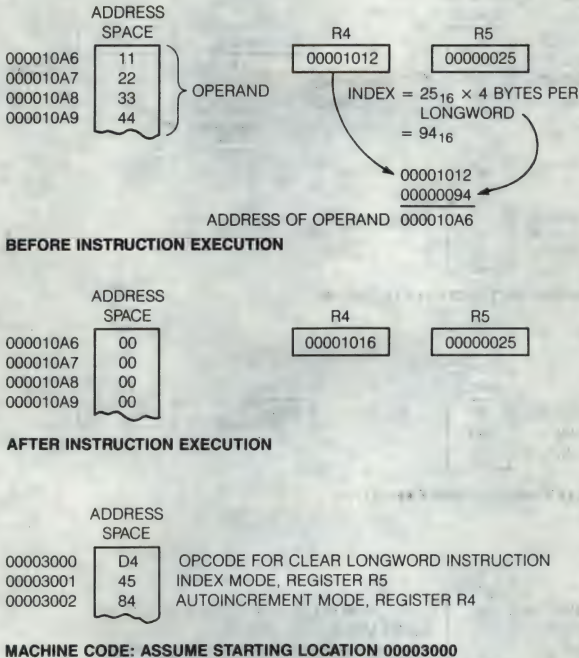 ADDRESS
SPACE
R4 R5
000010A6 11 00001012 00000025
000010A7 22
000010A8 33 OPERAND INDEX = 25₁₆ × 4 BYTES PER
000010A9 44 LONGWORD
= 94₁₆
00001012
00000094
ADDRESS OF OPERAND 000010A6
BEFORE INSTRUCTION EXECUTION
ADDRESS
SPACE
R4 R5
000010A6 00 00001016 00000025
000010A7 00
000010A8 00
000010A9 00
AFTER INSTRUCTION EXECUTION
ADDRESS
SPACE
00003000 D4 OPCODE FOR CLEAR LONGWORD INSTRUCTION
00003001 45 INDEX MODE, REGISTER R5
00003002 84 AUTOINCREMENT MODE, REGISTER R4
MACHINE CODE: ASSUME STARTING LOCATION 00003000